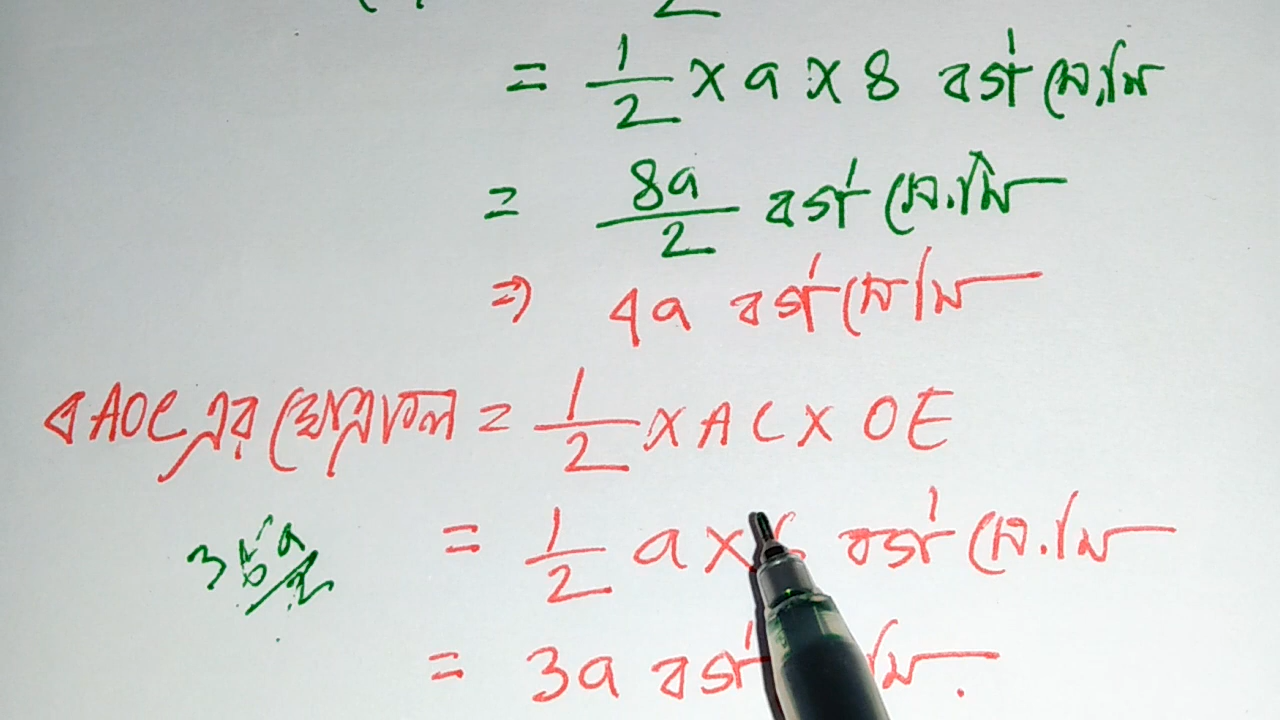 = 1/2 x a x 8 বর্গ সে.মি
= 8a/2 বর্গ সে.মি
⇒ 4a বর্গ সে মি
AOC এর ক্ষেত্রফল = 1/2 x AC x OE
= 1/2 a x বর্গ সে.মি
= 3a বর্গ মি.